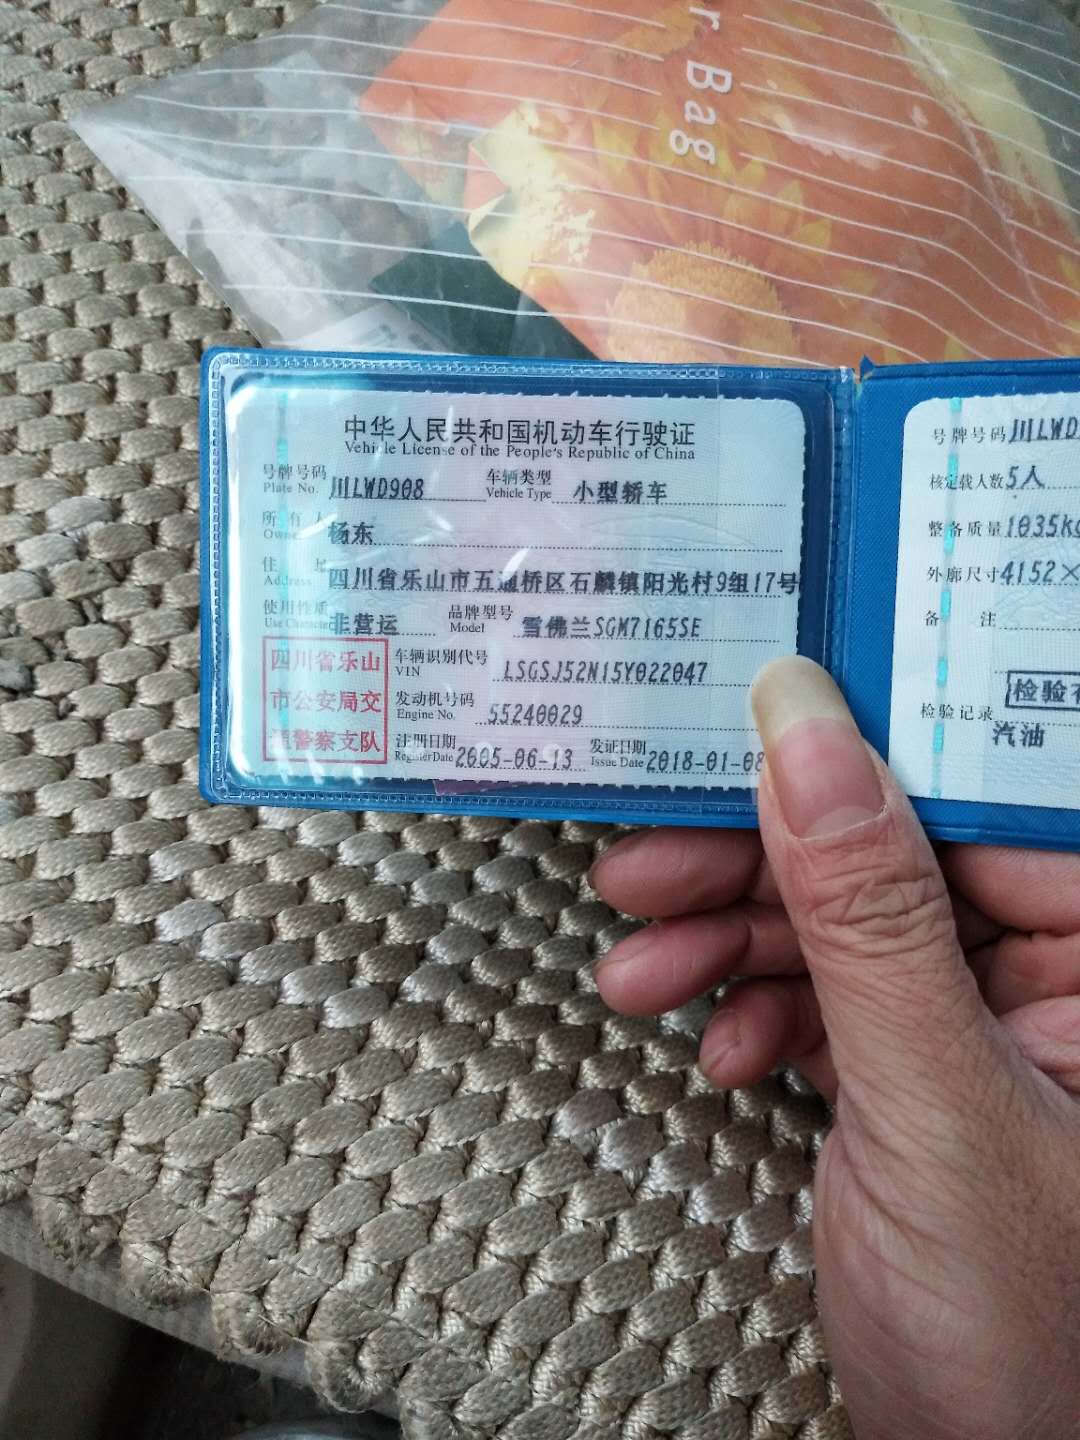 r Bag
中华人民共和国机动车行驶证
Vehicle License of the People's Republic of China
号牌号码 川LWD908 车辆类型 小型轿车
Plate No. Vehicle Type
所有人 杨东
Owner
住址 四川省乐山市五通桥区石麟镇阳光村9组17号
Address
使用性质 非营运 品牌型号 雪佛兰SGM7165SE
Use Character Model
四川省乐山
市公安局交
通警察支队
车辆识别代号 LSGSJ52N15Y022047
VIN
发动机号码 55240029
Engine No.
注册日期 2005-06-13 发证日期 2018-01-08
Register Date Issue Date
号牌号码 川LWD
核定载人数 5人
整备质量 1035kg
外廓尺寸 4152×
备注
检验记录 检验有
汽油